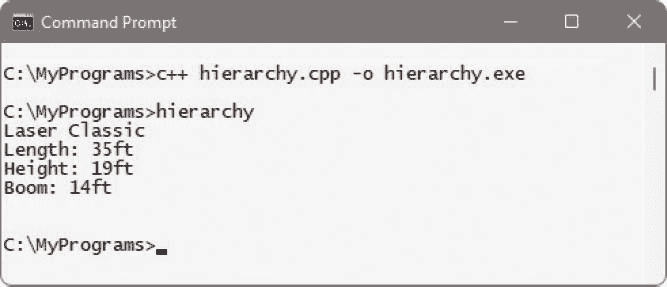 Command Prompt
C:\MyPrograms>c++ hierarchy.cpp -o hierarchy.exe
C:\MyPrograms>hierarchy
Laser Classic
Length: 35ft
Height: 19ft
Boom: 14ft
C:\MyPrograms>